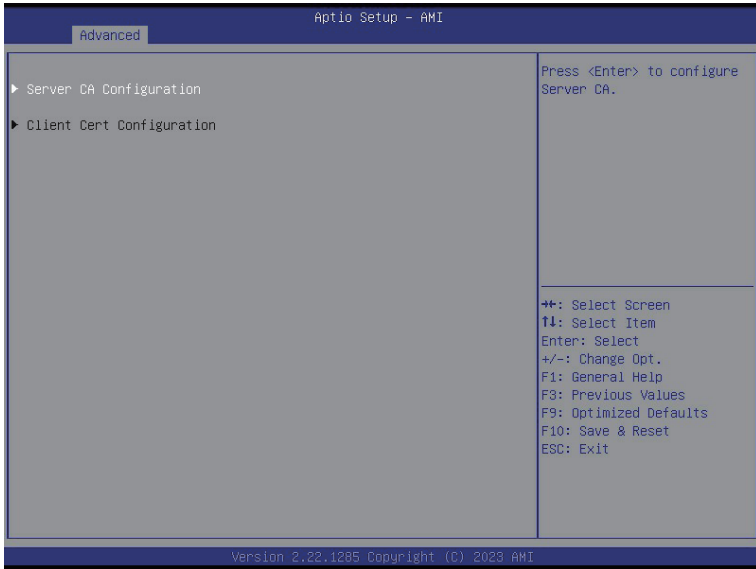 Aptio Setup – AMI
Advanced
▶ Server CA Configuration
▶ Client Cert Configuration
Press <Enter> to configure
Server CA.
→←: Select Screen
↑↓: Select Item
Enter: Select
+/-: Change Opt.
F1: General Help
F3: Previous Values
F9: Optimized Defaults
F10: Save & Reset
ESC: Exit
Version 2.22.1285 Copyright (C) 2023 AMI